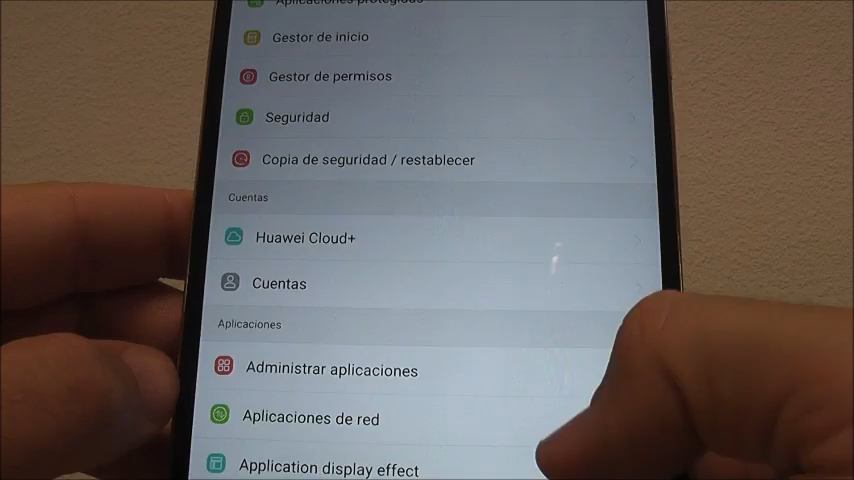 Aplicaciones protegidas
Gestor de inicio
Gestor de permisos
Seguridad
Copia de seguridad / restablecer
Cuentas
Huawei Cloud+
Cuentas
Aplicaciones
Administrar aplicaciones
Aplicaciones de red
Application display effect